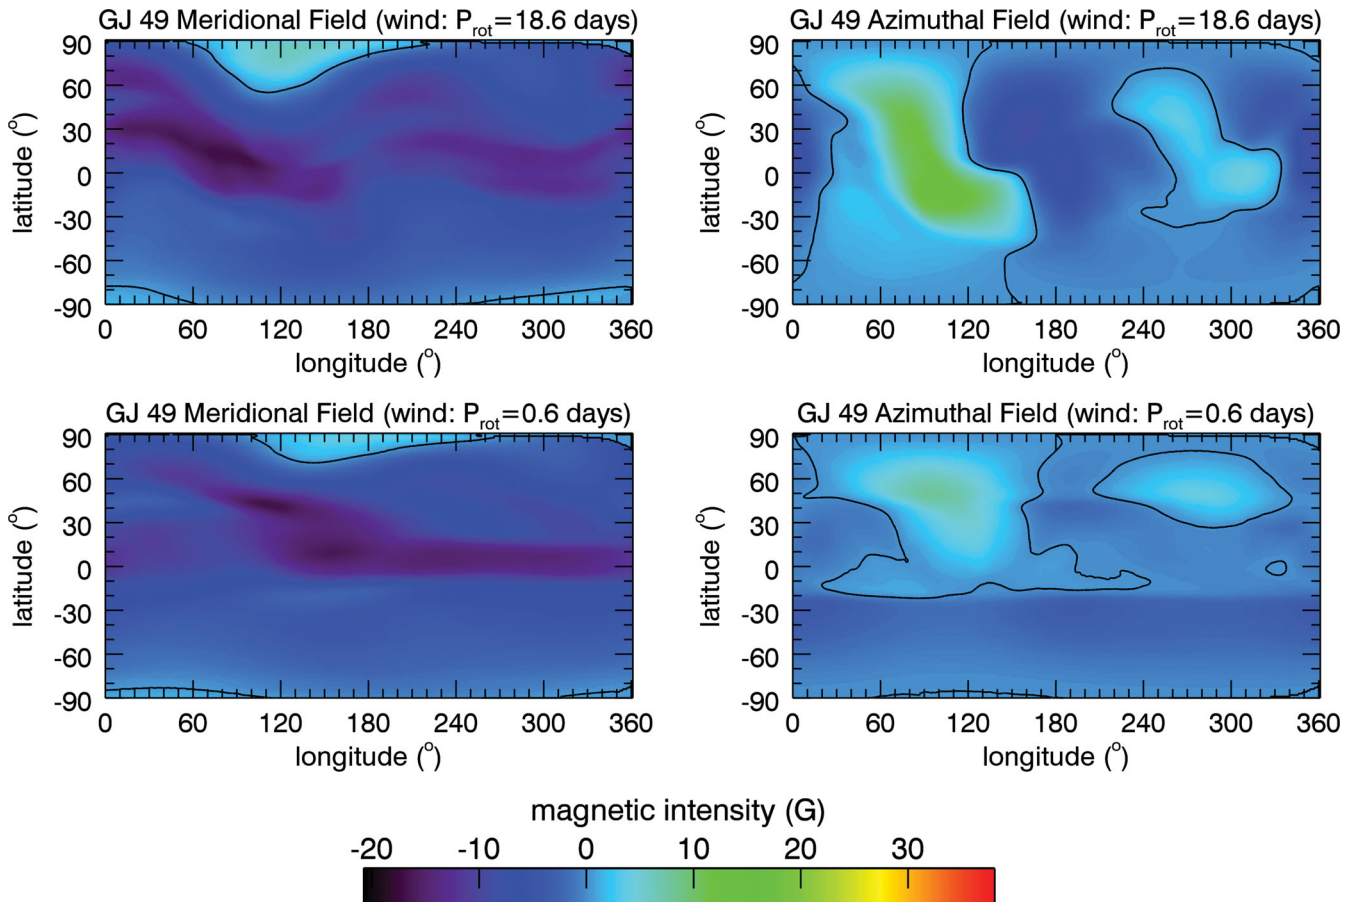 GJ 49 Meridional Field (wind: Prot=18.6 days)
90
60
30
0
-30
-60
-90
latitude (°)
0 60 120 180 240 300 360
longitude (°)
GJ 49 Azimuthal Field (wind: Prot=18.6 days)
90
60
30
0
-30
-60
-90
latitude (°)
0 60 120 180 240 300 360
longitude (°)
GJ 49 Meridional Field (wind: Prot=0.6 days)
90
60
30
0
-30
-60
-90
latitude (°)
0 60 120 180 240 300 360
longitude (°)
GJ 49 Azimuthal Field (wind: Prot=0.6 days)
90
60
30
0
-30
-60
-90
latitude (°)
0 60 120 180 240 300 360
longitude (°)
magnetic intensity (G)
-20 -10 0 10 20 30